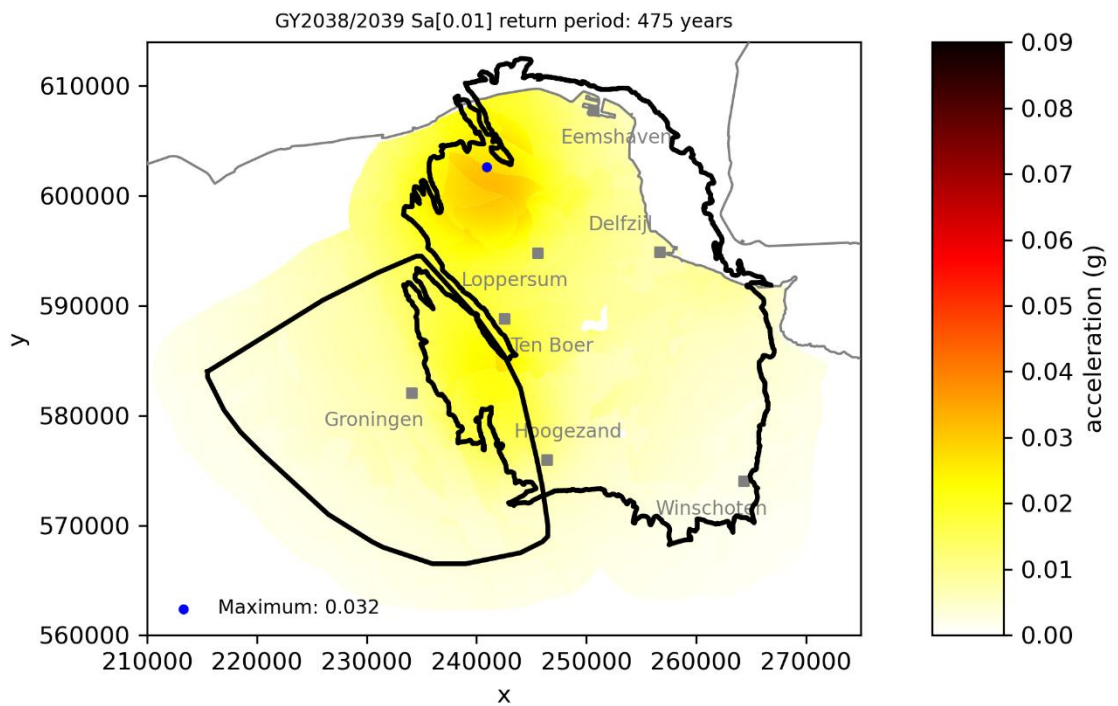 GY2038/2039 Sa[0.01] return period: 475 years
610000
600000
590000
580000
570000
560000
y
Eemshaven
Delfzijl
Loppersum
Ten Boer
Groningen
Hoogezand
Winschoten
Maximum: 0.032
210000 220000 230000 240000 250000 260000 270000
x
0.09
0.08
0.07
0.06
0.05
0.04
0.03
0.02
0.01
0.00
acceleration (g)